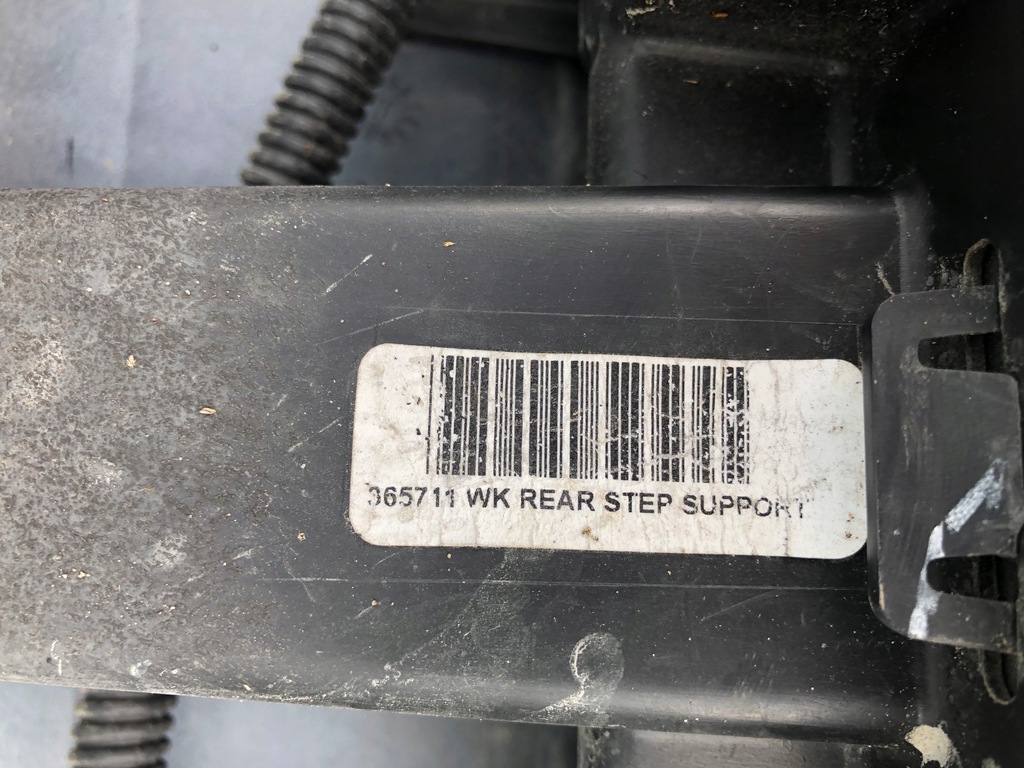 365711 WK REAR STEP SUPPORT